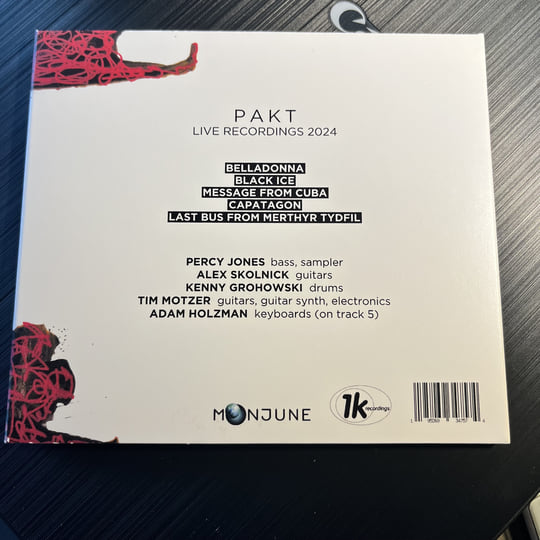 PAKT
LIVE RECORDINGS 2024
BELLADONNA
BLACK ICE
MESSAGE FROM CUBA
CAPATAGON
LAST BUS FROM MERTHYR TYDFIL
PERCY JONES bass, sampler
ALEX SKOLNICK guitars
KENNY GROHOWSKI drums
TIM MOTZER guitars, guitar synth, electronics
ADAM HOLZMAN keyboards (on track 5)
MOONJUNE
1k recordings